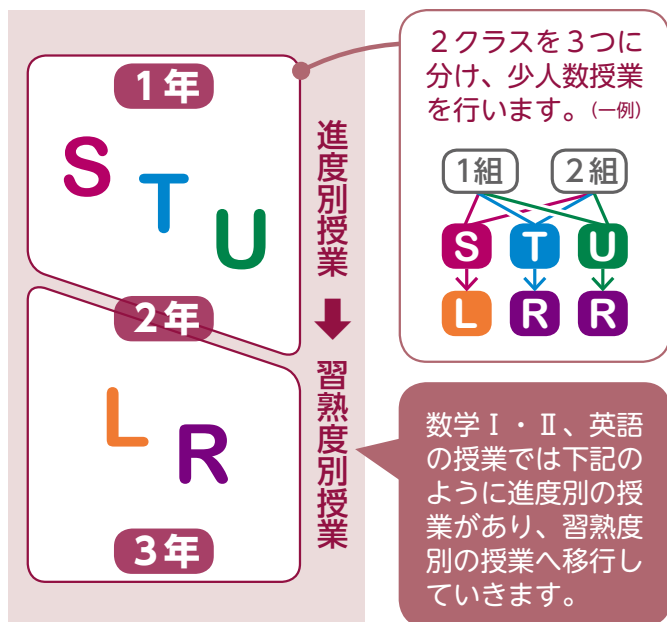 1年
S
T
U
2年
L
R
3年
進度別授業
習熟度別授業
2クラスを3つに
分け、少人数授業
を行います。(一例)
1組 2組
S T U
L R R
数学Ⅰ・Ⅱ、英語
の授業では下記の
ように進度別の授
業があり、習熟度
別の授業へ移行し
ていきます。